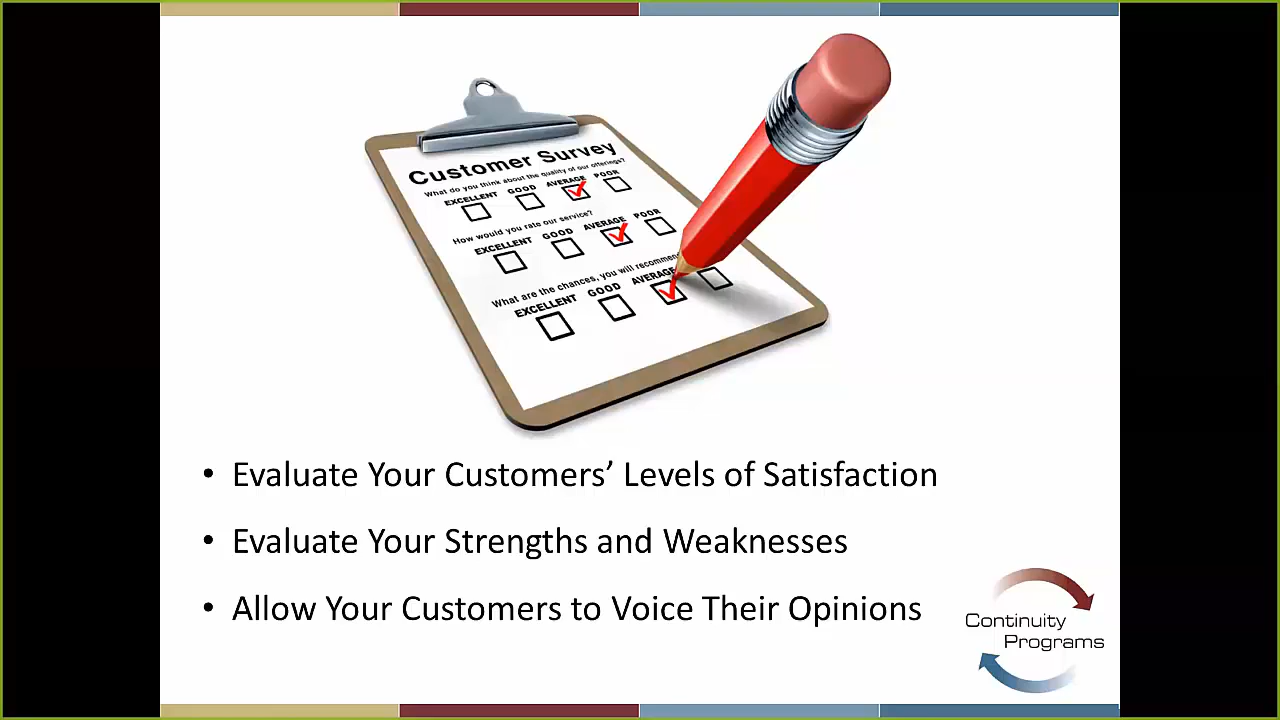 Customer Survey
What do you think about the quality of our offerings?
EXCELLENT GOOD AVERAGE POOR
How would you rate our service?
EXCELLENT GOOD AVERAGE POOR
What are the chances, you will recommend
EXCELLENT GOOD AVERAGE
• Evaluate Your Customers’ Levels of Satisfaction
• Evaluate Your Strengths and Weaknesses
• Allow Your Customers to Voice Their Opinions
Continuity
Programs